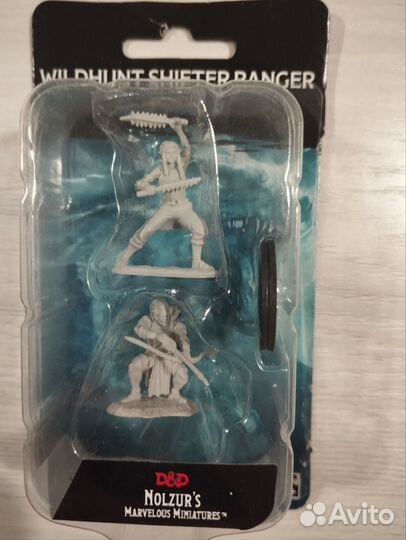 WILDHUNT SHIFTER RANGER
D&D
NOLZUR'S
MARVELOUS MINIATURES™
Avito